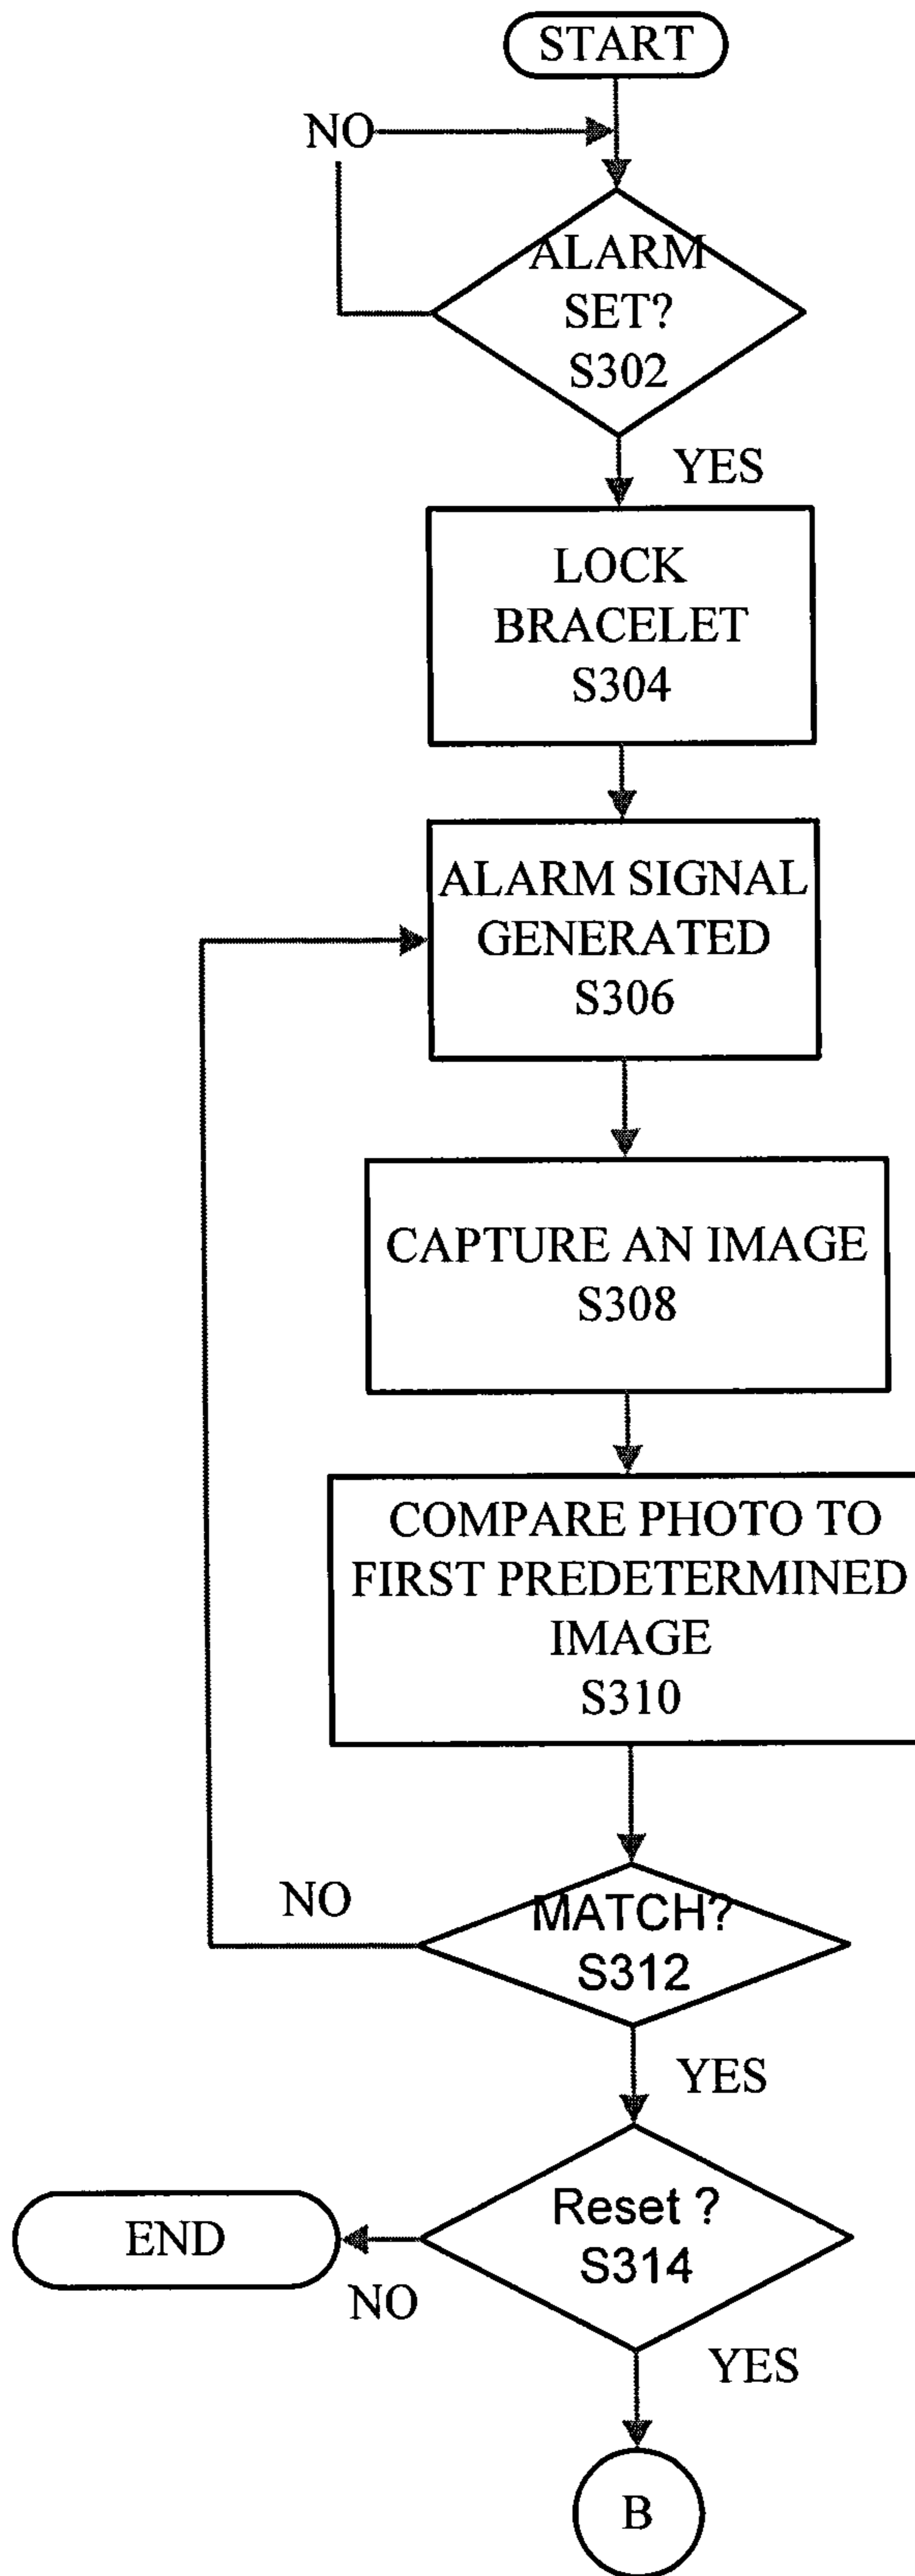 START
NO
ALARM
SET?
S302
YES
LOCK
BRACELET
S304
ALARM SIGNAL
GENERATED
S306
CAPTURE AN IMAGE
S308
COMPARE PHOTO TO
FIRST PREDETERMINED
IMAGE
S310
NO
MATCH?
S312
YES
Reset ?
S314
END
NO
YES
B